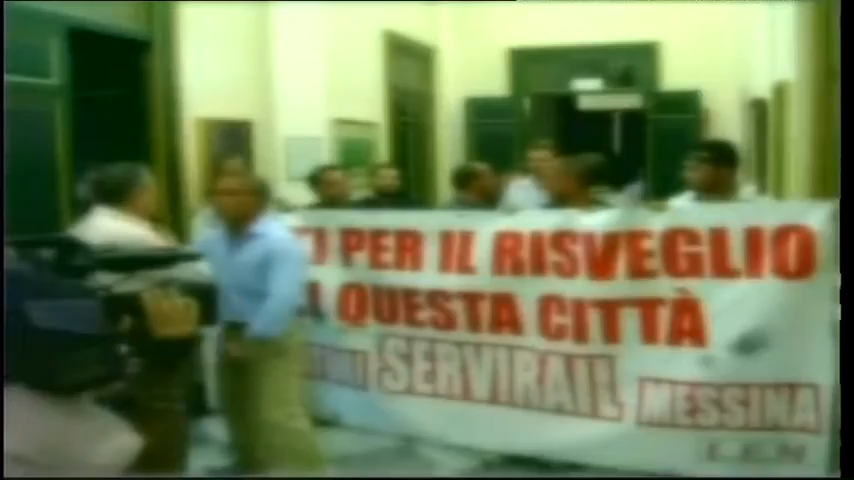 PER IL RISVEGLIO
QUESTA CITTÀ
SERVIRAIL MESSINA